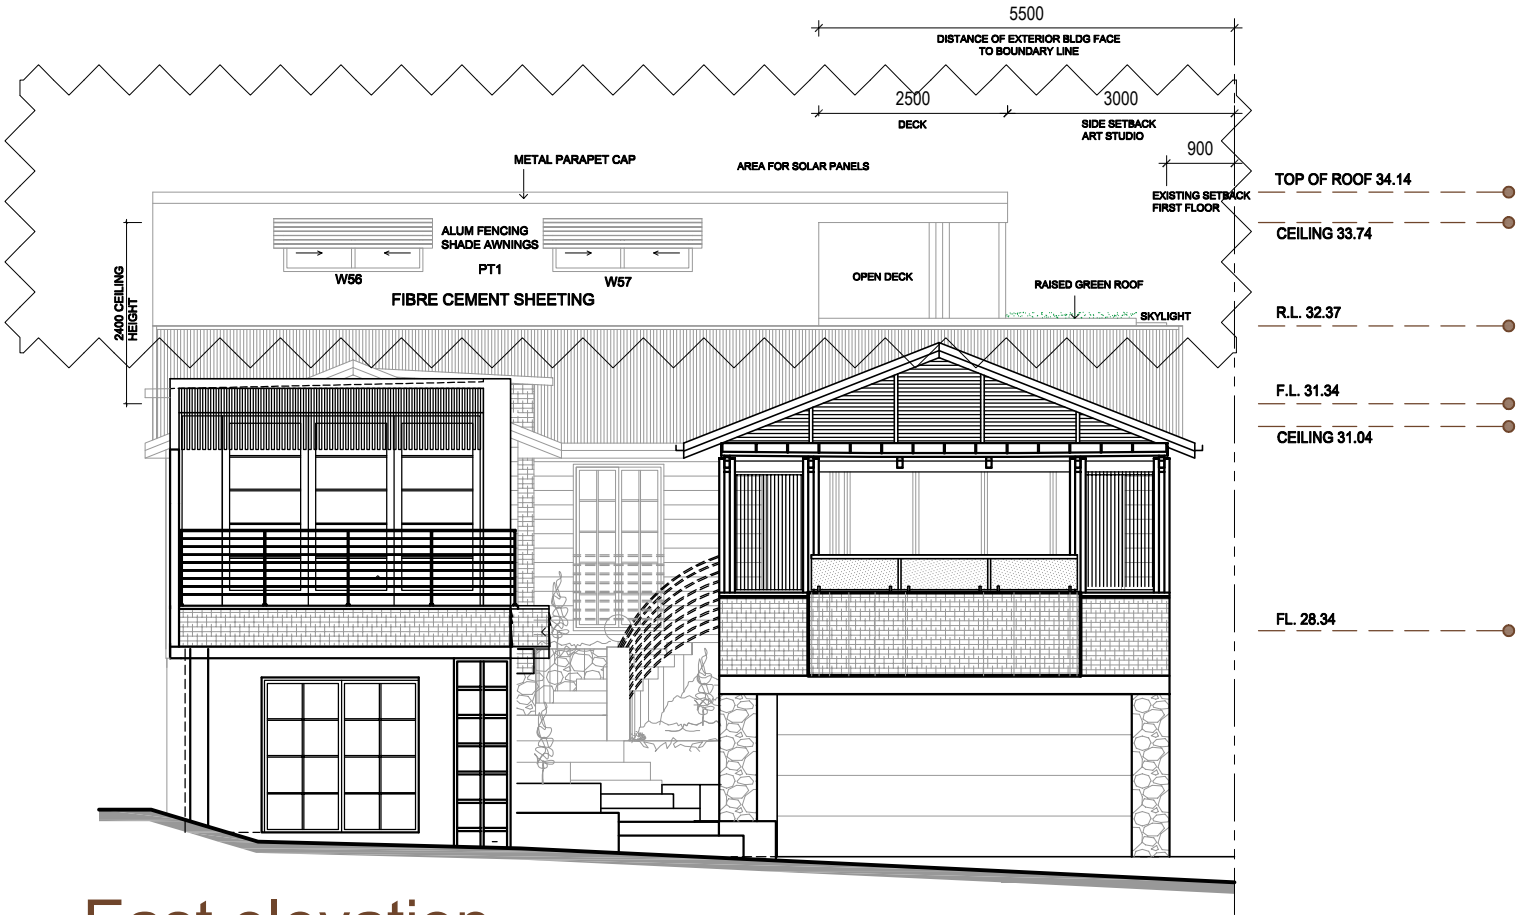 5500
DISTANCE OF EXTERIOR BLDG FACE
TO BOUNDARY LINE
2500
3000
DECK
SIDE SETBACK
ART STUDIO
900
METAL PARAPET CAP
AREA FOR SOLAR PANELS
TOP OF ROOF 34.14
EXISTING SETBACK
FIRST FLOOR
ALUM FENCING
SHADE AWNINGS
CEILING 33.74
PT1
W56
W57
OPEN DECK
RAISED GREEN ROOF
FIBRE CEMENT SHEETING
2400 CEILING
HEIGHT
SKYLIGHT
R.L. 32.37
F.L. 31.34
CEILING 31.04
FL. 28.34
East elevation